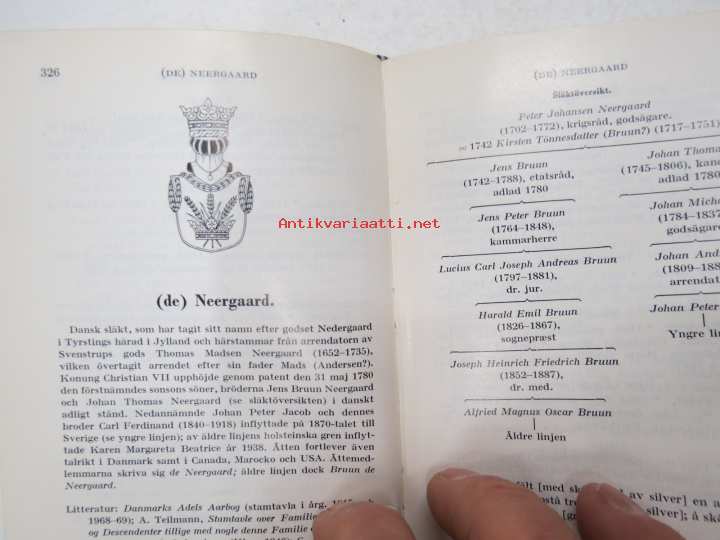 326
(DE) NEERGAARD
Antikvariaatti.net
(de) Neergaard.
Dansk släkt, som har tagit sitt namn efter godset Nedergaard
i Tyrstings härad i Jylland och härstammar från arrendatorn av
Svenstrups gods Thomas Madsen Neergaard (1652–1735),
vilken övertagit arrendet efter sin fader Mads (Andersen?).
Konung Christian VII upphöjde genom patent den 31 maj 1780
den förstnämndes sonsöner, bröderna Jens Bruun Neergaard
och Johan Thomas Neergaard (se släktöversikten) i danskt
adligt stånd. Nedannämnde Johan Peter Jacob och dennes
broder Carl Ferdinand (1840–1918) inflyttade på 1870-talet till
Sverige (se yngre linjen); av äldre linjens holsteinska gren inflyt-
tade Karen Margareta Beatrice år 1938. Ätten fortlever även
talrikt i Danmark samt i Canada, Marocko och USA. Ättemed-
lemmarna skriva sig de Neergaard; äldre linjen dock Bruun de
Neergaard.
Litteratur: Danmarks Adels Aarbog (stamtavla i årg.
1968–69); A. Teilmann, Stamtavle over Familie
og Descendenter tillige med nogle denne Familie
(DE) NEERGAARD
Släktöversikt.
Peter Johansen Neergaard
(1702–1772), krigsråd, godsägare.
∞ 1742 Kirsten Tönnesdatter (Bruun?) (1717–1751)
Jens Bruun
(1742–1788), etatsråd,
adlad 1780
Jens Peter Bruun
(1764–1848),
kammarherre
Lucius Carl Joseph Andreas Bruun
(1797–1881),
dr. jur.
Harald Emil Bruun
(1826–1867),
sognepræst
Joseph Heinrich Friedrich Bruun
(1852–1887),
dr. med.
Alfried Magnus Oscar Bruun
Äldre linjen
Johan Thoma
(1745–1806), kan
adlad 1780
Johan Micha
(1784–1837
godsägare
Johan And
(1809–188
arrendato
Johan Peter
Yngre lin
fält [med sk av silver] en a